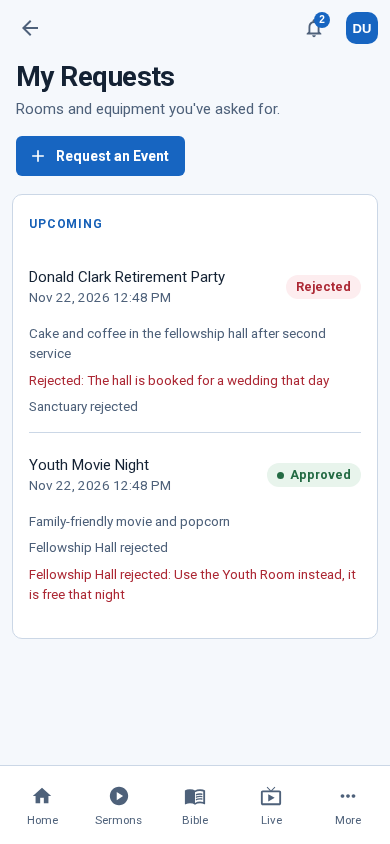 2
DU
My Requests
Rooms and equipment you've asked for.
Request an Event
UPCOMING
Donald Clark Retirement Party
Nov 22, 2026 12:48 PM
Rejected
Cake and coffee in the fellowship hall after second
service
Rejected: The hall is booked for a wedding that day
Sanctuary rejected
Youth Movie Night
Nov 22, 2026 12:48 PM
Approved
Family-friendly movie and popcorn
Fellowship Hall rejected
Fellowship Hall rejected: Use the Youth Room instead, it
is free that night
Home
Sermons
Bible
Live
More